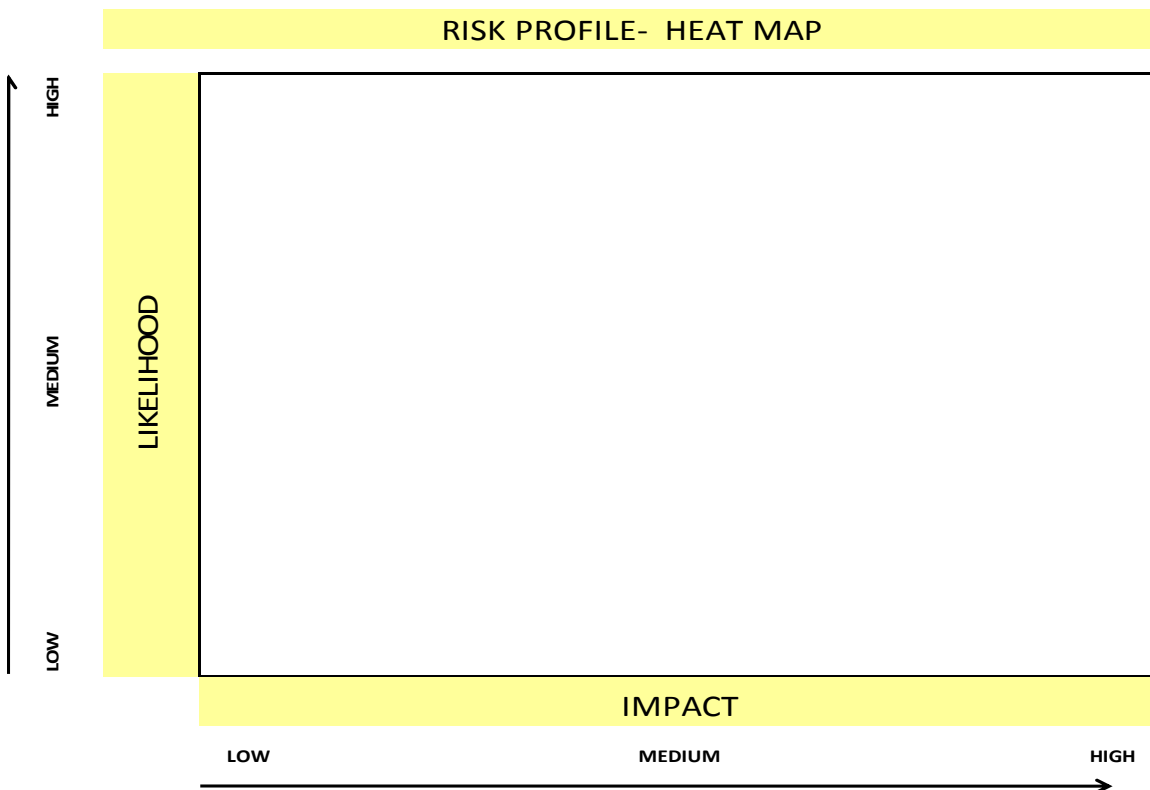 RISK PROFILE- HEAT MAP
HIGH
MEDIUM
LOW
LIKELIHOOD
IMPACT
LOW MEDIUM HIGH